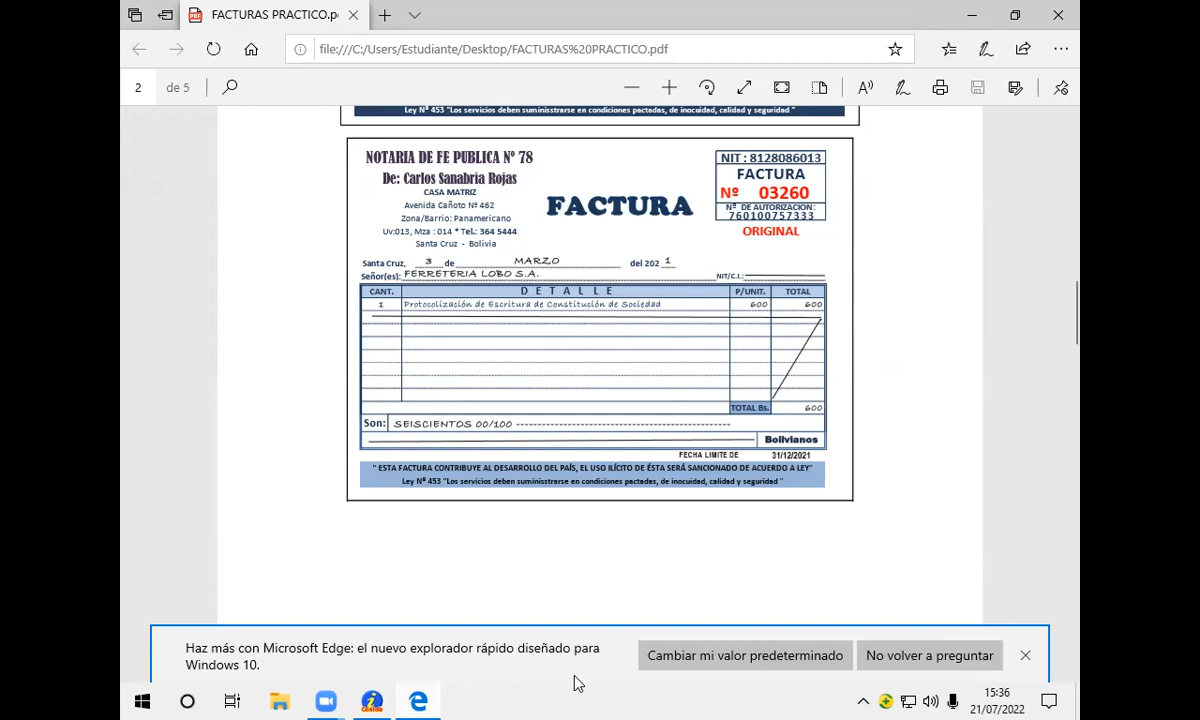 FACTURAS PRACTICO.p
file:///C:/Users/Estudiante/Desktop/FACTURAS%20PRACTICO.pdf
2 de 5
Ley Nº 453 "Los servicios deben suministrarse en condiciones pactadas, de inocuidad, calidad y seguridad "
NOTARIA DE FE PUBLICA Nº 78
De: Carlos Sanabria Rojas
CASA MATRIZ
Avenida Cañoto Nº 462
Zona/Barrio: Panamericano
Uv:013, Mza : 014 * Tel.: 364 5444
Santa Cruz - Bolivia
FACTURA
NIT : 8128086013
FACTURA
Nº 03260
Nº DE AUTORIZACION:
760100757333
ORIGINAL
Santa Cruz, 3 de MARZO del 202 1
Señor(es): FERRETERIA LOBO S.A. NIT/C.I.:
CANT. DETALLE P/UNIT. TOTAL
1 Protocolización de Escritura de Constitución de Sociedad 600 600
TOTAL Bs. 600
Son: SEISCIENTOS 00/100
Bolivianos
FECHA LIMITE DE 31/12/2021
" ESTA FACTURA CONTRIBUYE AL DESARROLLO DEL PAÍS, EL USO ILÍCITO DE ÉSTA SERÁ SANCIONADO DE ACUERDO A LEY"
Ley Nº 453 "Los servicios deben suministrarse en condiciones pactadas, de inocuidad, calidad y seguridad "
Haz más con Microsoft Edge: el nuevo explorador rápido diseñado para
Windows 10.
Cambiar mi valor predeterminado
No volver a preguntar
15:36
21/07/2022